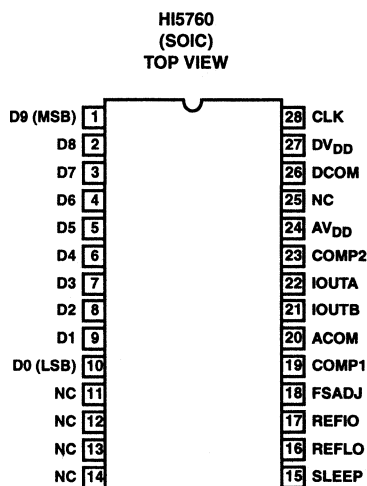 HI5760
(SOIC)
TOP VIEW
D9 (MSB) 1 28 CLK
D8 2 27 DVDD
D7 3 26 DCOM
D6 4 25 NC
D5 5 24 AVDD
D4 6 23 COMP2
D3 7 22 IOUTA
D2 8 21 IOUTB
D1 9 20 ACOM
D0 (LSB) 10 19 COMP1
NC 11 18 FSADJ
NC 12 17 REFIO
NC 13 16 REFLO
NC 14 15 SLEEP